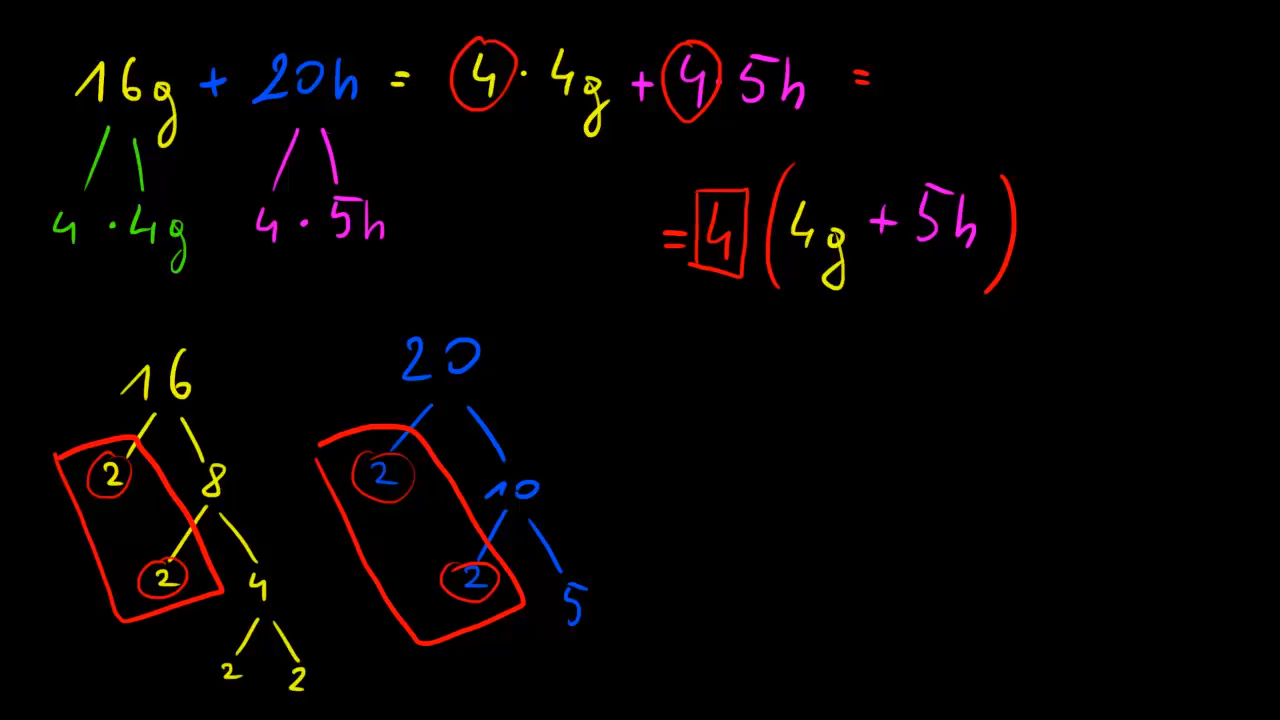 16g + 20h = 4 · 4g + 4 · 5h =
4 · 4g 4 · 5h = 4 (4g + 5h)
16 20
2 8 2 10
2 4 2 5
2 2